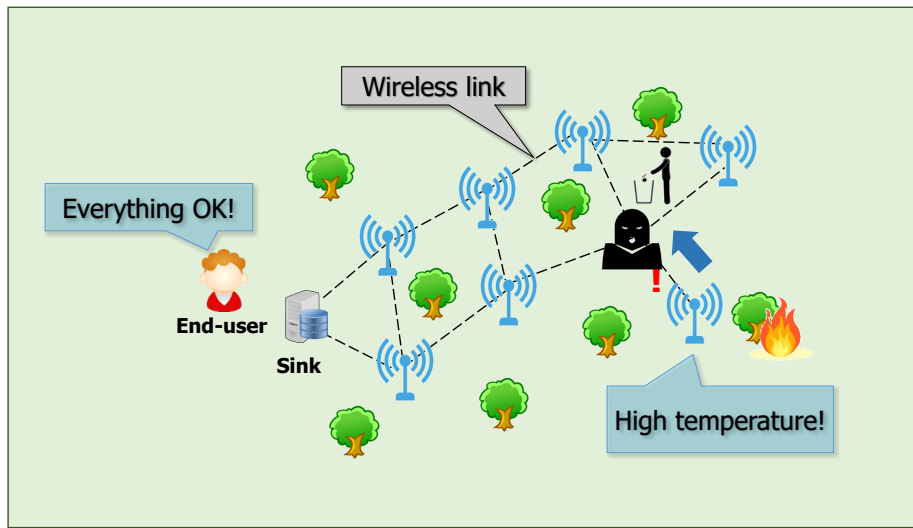 Wireless link
Everything OK!
End-user
Sink
!
High temperature!